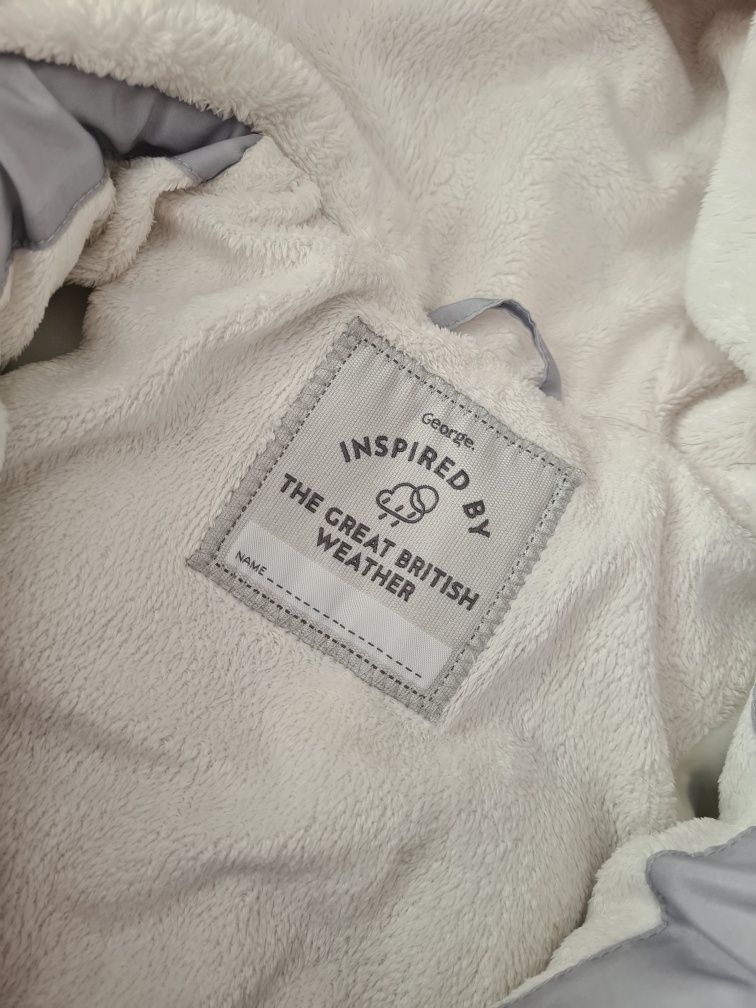 George.
INSPIRED BY
THE GREAT BRITISH
WEATHER
NAME